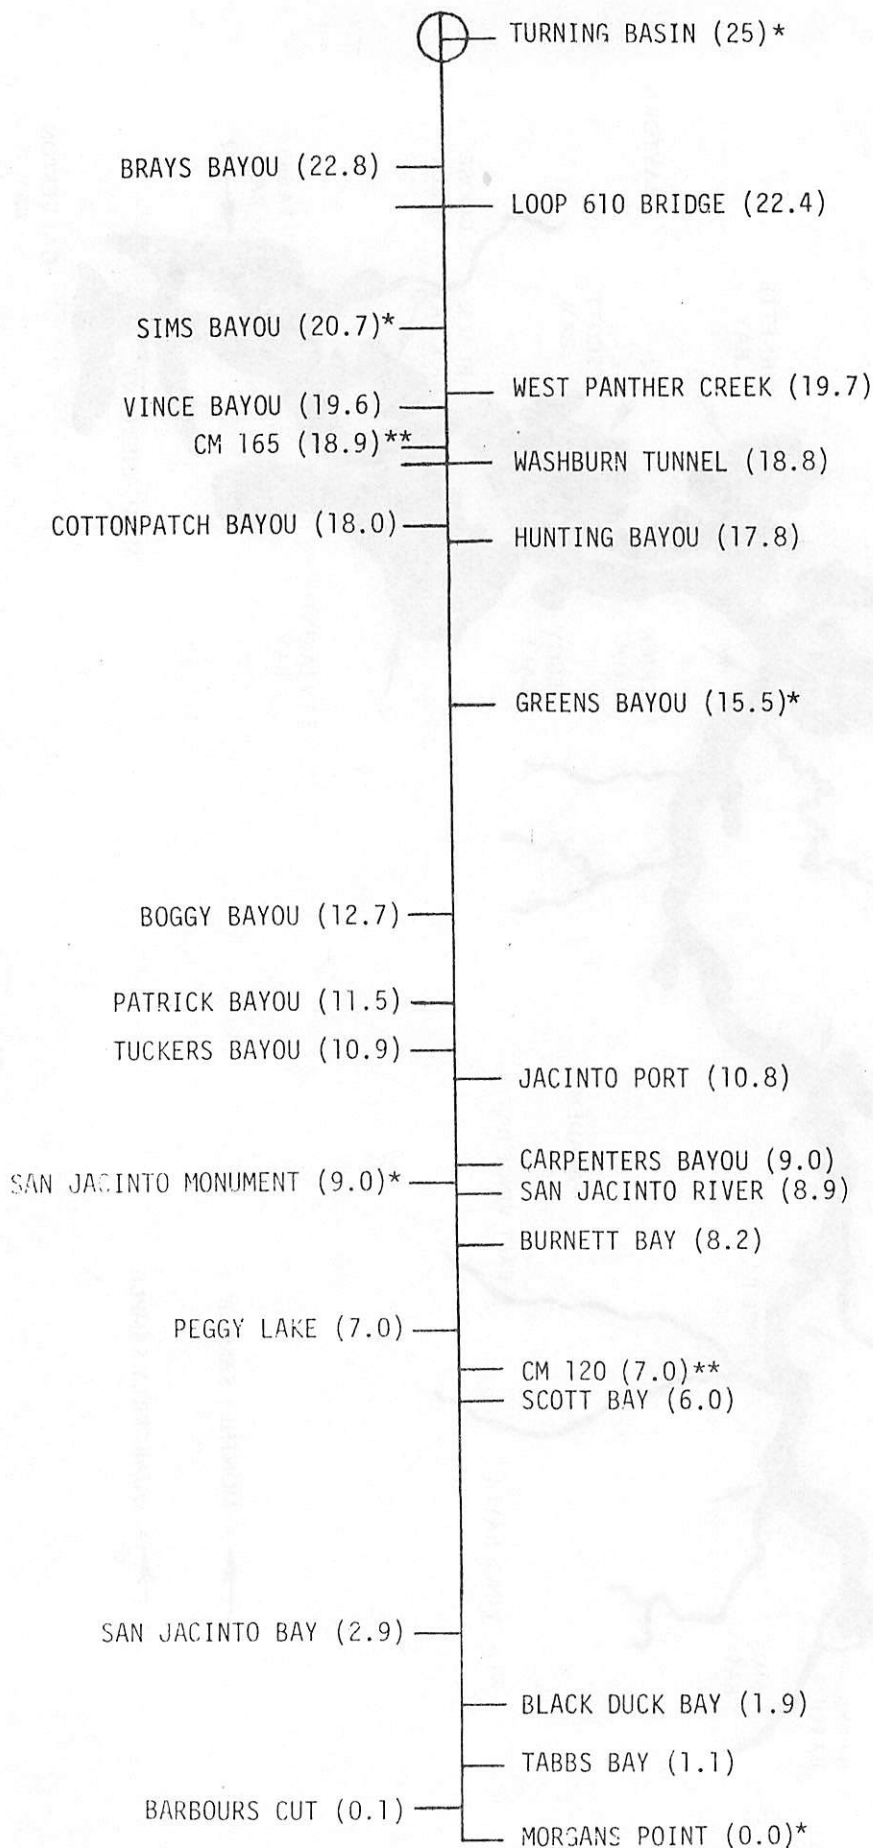 TURNING BASIN (25)*
BRAYS BAYOU (22.8)
LOOP 610 BRIDGE (22.4)
SIMS BAYOU (20.7)*
WEST PANTHER CREEK (19.7)
VINCE BAYOU (19.6)
CM 165 (18.9)**
WASHBURN TUNNEL (18.8)
COTTONPATCH BAYOU (18.0)
HUNTING BAYOU (17.8)
GREENS BAYOU (15.5)*
BOGGY BAYOU (12.7)
PATRICK BAYOU (11.5)
TUCKERS BAYOU (10.9)
JACINTO PORT (10.8)
CARPENTERS BAYOU (9.0)
SAN JACINTO MONUMENT (9.0)*
SAN JACINTO RIVER (8.9)
BURNETT BAY (8.2)
PEGGY LAKE (7.0)
CM 120 (7.0)**
SCOTT BAY (6.0)
SAN JACINTO BAY (2.9)
BLACK DUCK BAY (1.9)
TABBS BAY (1.1)
BARBOURS CUT (0.1)
MORGANS POINT (0.0)*